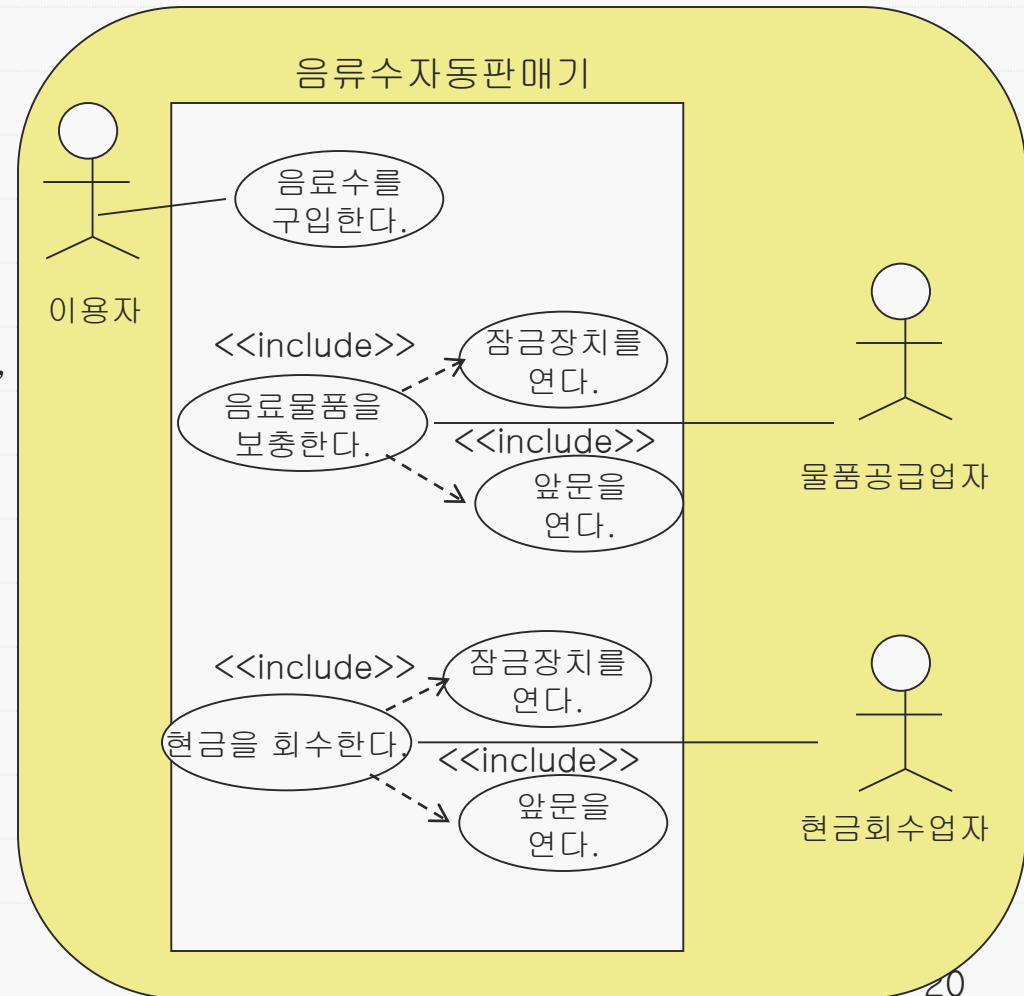 음류수자동판매기
음료수를
구입한다.
이용자
<<include>>
잠금장치를
연다.
음료물품을
보충한다.
<<include>>
앞문을
연다.
물품공급업자
<<include>>
잠금장치를
연다.
현금을 회수한다.
<<include>>
앞문을
연다.
현금회수업자
20